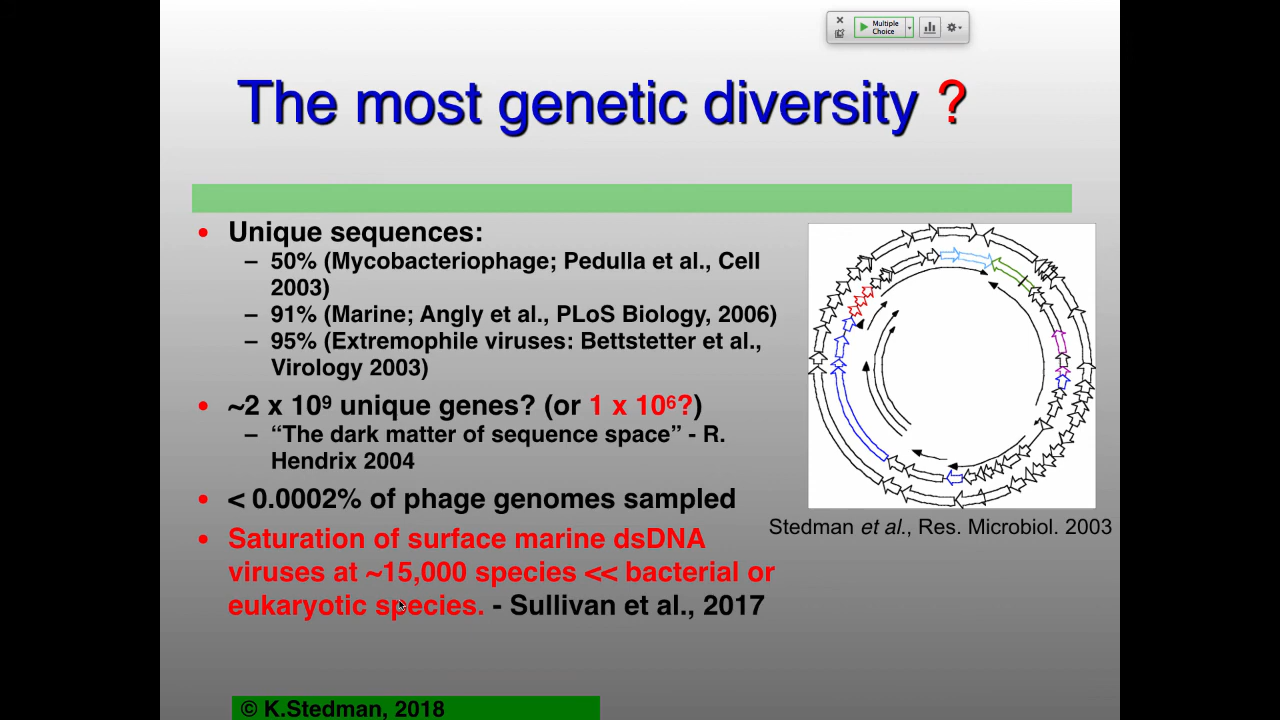 Multiple
Choice
The most genetic diversity ?
• Unique sequences:
– 50% (Mycobacteriophage; Pedulla et al., Cell
2003)
– 91% (Marine; Angly et al., PLoS Biology, 2006)
– 95% (Extremophile viruses: Bettstetter et al.,
Virology 2003)
• ~2 x 10⁹ unique genes? (or 1 x 10⁶?)
– “The dark matter of sequence space” - R.
Hendrix 2004
• < 0.0002% of phage genomes sampled
• Saturation of surface marine dsDNA
viruses at ~15,000 species << bacterial or
eukaryotic species. - Sullivan et al., 2017
Stedman et al., Res. Microbiol. 2003
© K.Stedman, 2018